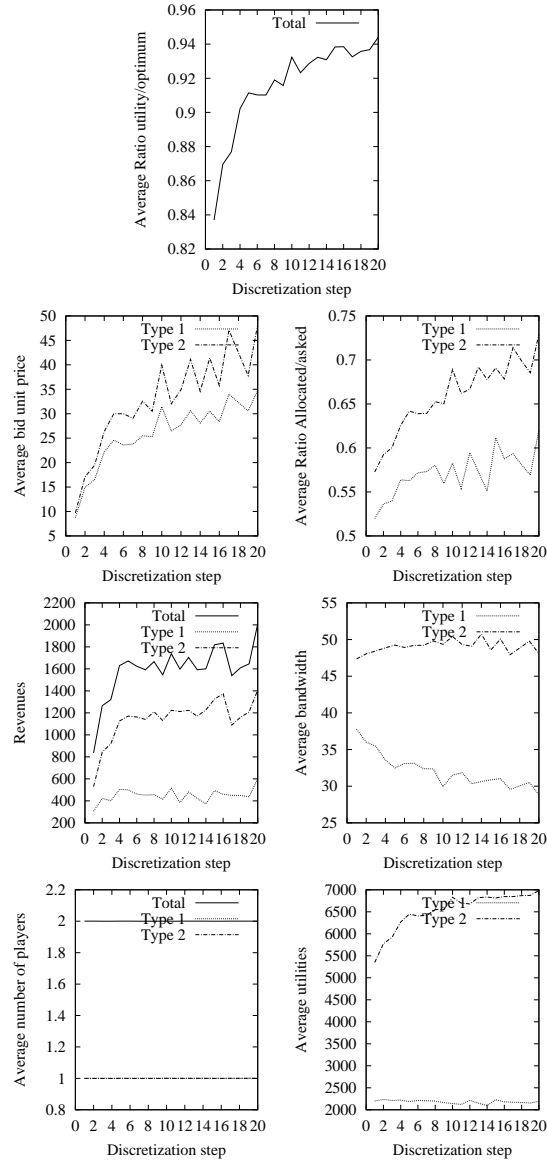 0.96
0.94
0.92
0.9
0.88
0.86
0.84
0.82
Average Ratio utility/optimum
Total
0 2 4 6 8 10 12 14 16 18 20
Discretization step
50
45
40
35
30
25
20
15
10
5
Average bid unit price
Type 1
Type 2
0 2 4 6 8 10 12 14 16 18 20
Discretization step
0.75
0.7
0.65
0.6
0.55
0.5
Average Ratio Allocated/asked
Type 1
Type 2
0 2 4 6 8 10 12 14 16 18 20
Discretization step
2200
2000
1800
1600
1400
1200
1000
800
600
400
200
Revenues
Total
Type 1
Type 2
0 2 4 6 8 10 12 14 16 18 20
Discretization step
55
50
45
40
35
30
25
Average bandwidth
Type 1
Type 2
0 2 4 6 8 10 12 14 16 18 20
Discretization step
2.2
2
1.8
1.6
1.4
1.2
1
0.8
Average number of players
Total
Type 1
Type 2
0 2 4 6 8 10 12 14 16 18 20
Discretization step
7000
6500
6000
5500
5000
4500
4000
3500
3000
2500
2000
Average utilities
Type 1
Type 2
0 2 4 6 8 10 12 14 16 18 20
Discretization step